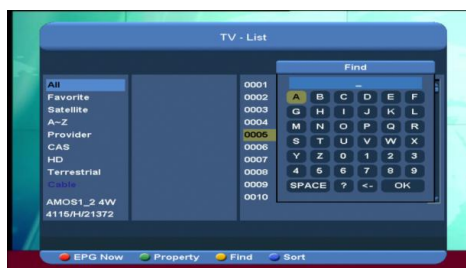 TV - List
All
Favorite
Satellite
A~Z
Provider
CAS
HD
Terrestrial
Cable
AMOS1_2 4W
4115/H/21372
0001
0002
0003
0004
0005
0006
0007
0008
0009
0010
Find
_
A B C D E F
G H I J K L
M N O P Q R
S T U V W X
Y Z 0 1 2 3
4 5 6 7 8 9
SPACE ? <- OK
EPG Now Property Find Sort